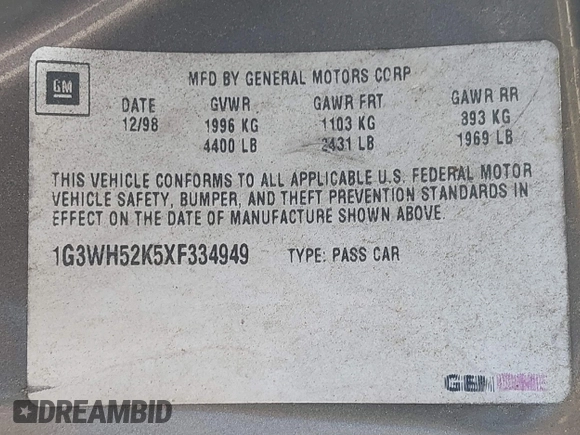 GM
MFD BY GENERAL MOTORS CORP
DATE GVWR GAWR FRT GAWR RR
12/98 1996 KG 1103 KG 893 KG
4400 LB 2431 LB 1969 LB
THIS VEHICLE CONFORMS TO ALL APPLICABLE U.S. FEDERAL MOTOR
VEHICLE SAFETY, BUMPER, AND THEFT PREVENTION STANDARDS IN
EFFECT ON THE DATE OF MANUFACTURE SHOWN ABOVE.
1G3WH52K5XF334949 TYPE: PASS CAR
DREAMBID